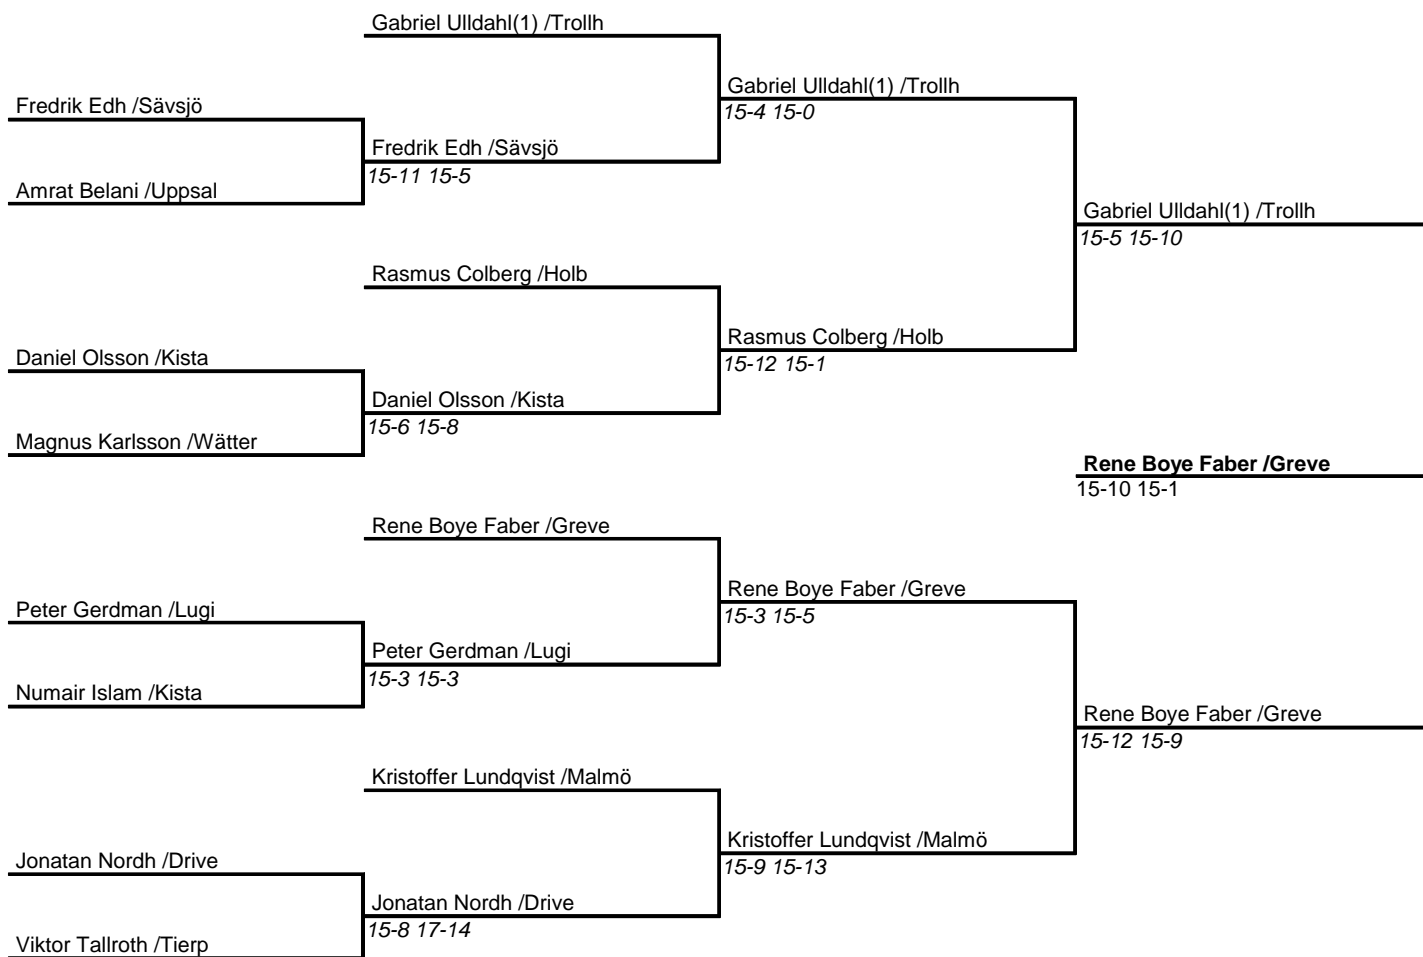 Gabriel Ulldahl(1) /Trollh
Gabriel Ulldahl(1) /Trollh
Fredrik Edh /Sävsjö
15-4 15-0
Fredrik Edh /Sävsjö
15-11 15-5
Amrat Belani /Uppsal
Gabriel Ulldahl(1) /Trollh
15-5 15-10
Rasmus Colberg /Holb
Rasmus Colberg /Holb
Daniel Olsson /Kista
15-12 15-1
Daniel Olsson /Kista
15-6 15-8
Magnus Karlsson /Wätter
Rene Boye Faber /Greve
15-10 15-1
Rene Boye Faber /Greve
Rene Boye Faber /Greve
Peter Gerdman /Lugi
15-3 15-5
Peter Gerdman /Lugi
15-3 15-3
Numair Islam /Kista
Rene Boye Faber /Greve
15-12 15-9
Kristoffer Lundqvist /Malmö
Kristoffer Lundqvist /Malmö
Jonatan Nordh /Drive
15-9 15-13
Jonatan Nordh /Drive
15-8 17-14
Viktor Tallroth /Tierp